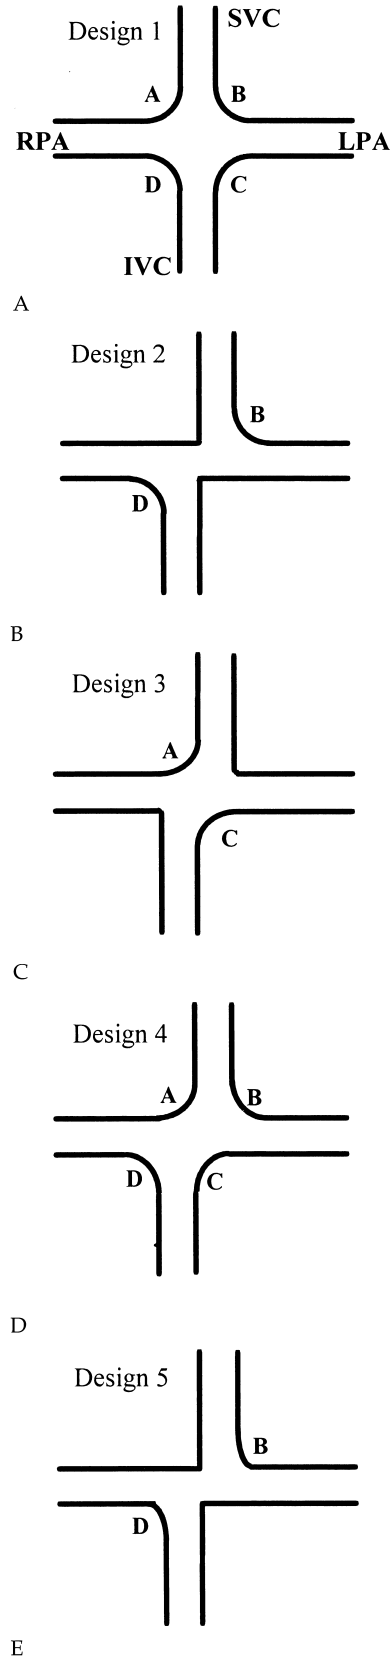 Design 1
SVC
A B
RPA LPA
D C
IVC
A
Design 2
B
D
B
Design 3
A
C
C
Design 4
A B
D C
D
Design 5
B
D
E